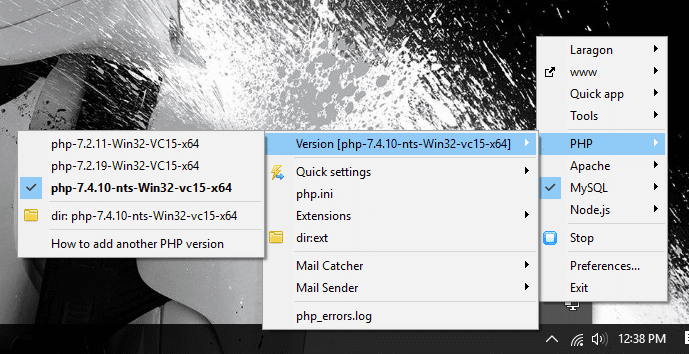 Laragon
www
Quick app
Tools
PHP
Apache
MySQL
Node.js
Stop
Preferences...
Exit
Version [php-7.4.10-nts-Win32-vc15-x64]
Quick settings
php.ini
Extensions
dir:ext
Mail Catcher
Mail Sender
php_errors.log
php-7.2.11-Win32-VC15-x64
php-7.2.19-Win32-VC15-x64
php-7.4.10-nts-Win32-vc15-x64
dir: php-7.4.10-nts-Win32-vc15-x64
How to add another PHP version
12:38 PM